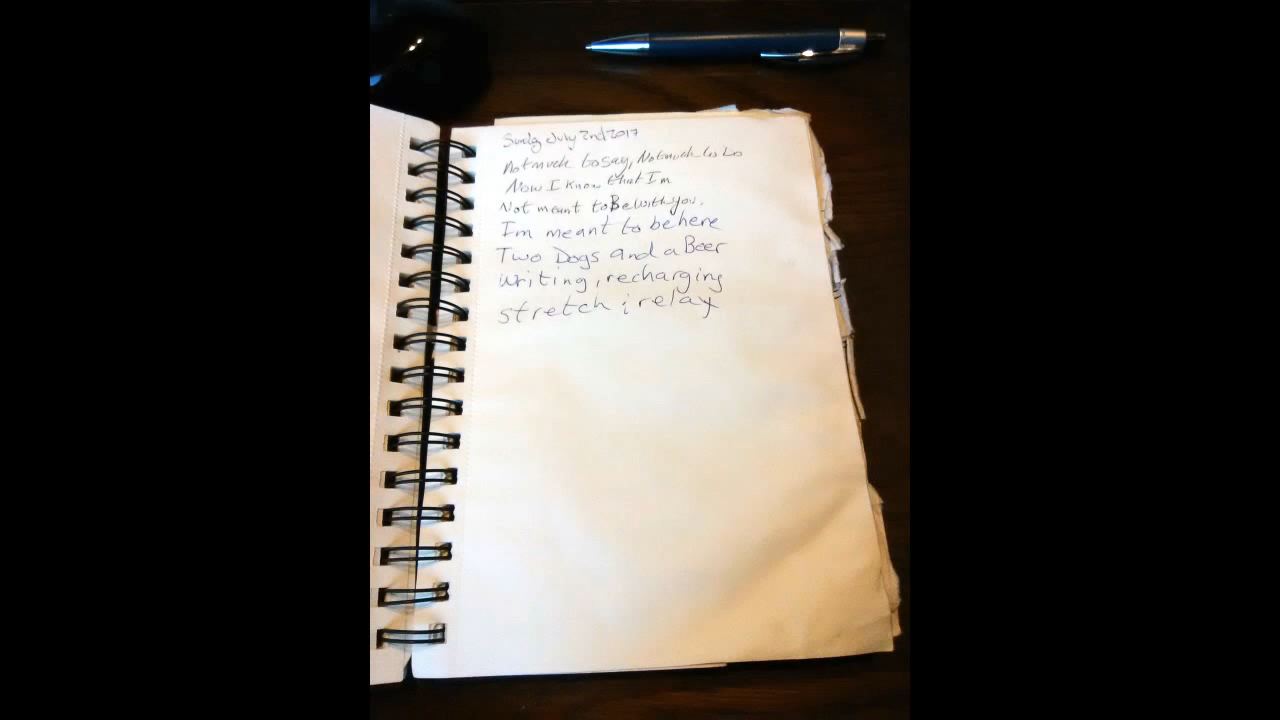 Sunday July 2nd 2017
Not much to say, Not much to Do
Now I know that I'm
Not meant to Be with you.
I'm meant to be here
Two Dogs and a Beer
writing, recharging
stretch i relax